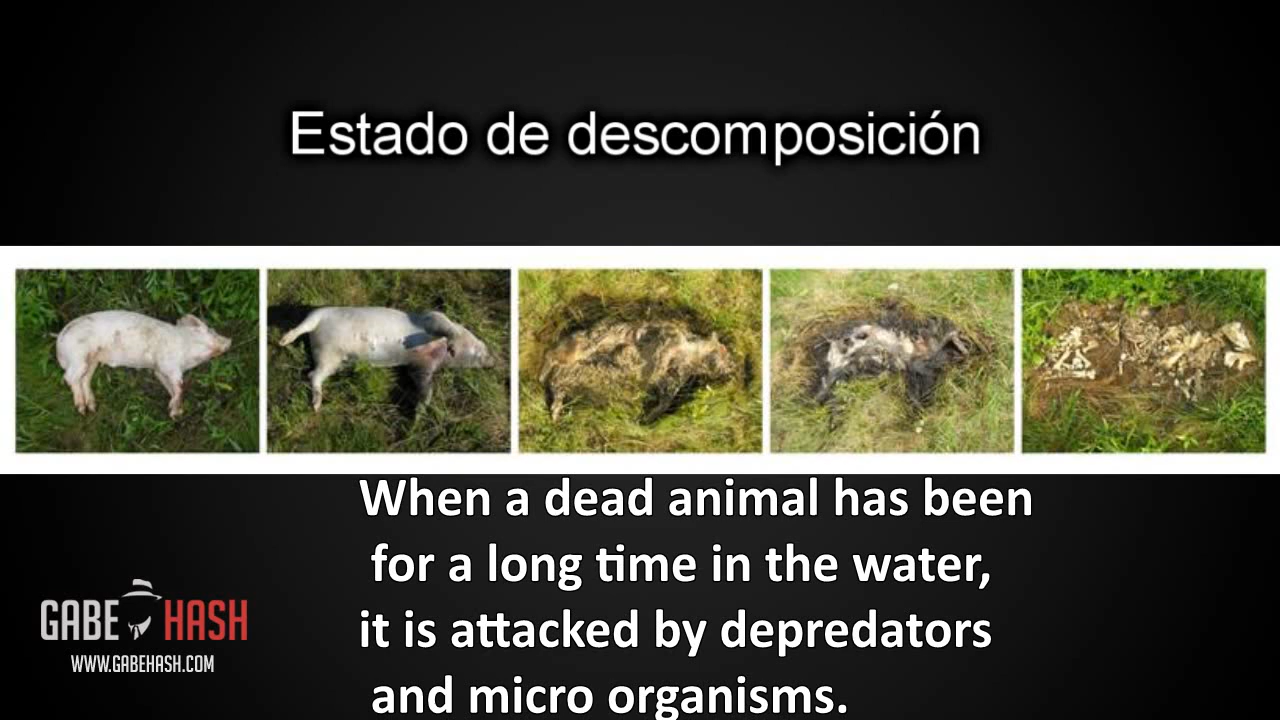 Estado de descomposición
When a dead animal has been
for a long time in the water,
it is attacked by depredators
and micro organisms.
GABE HASH
WWW.GABEHASH.COM